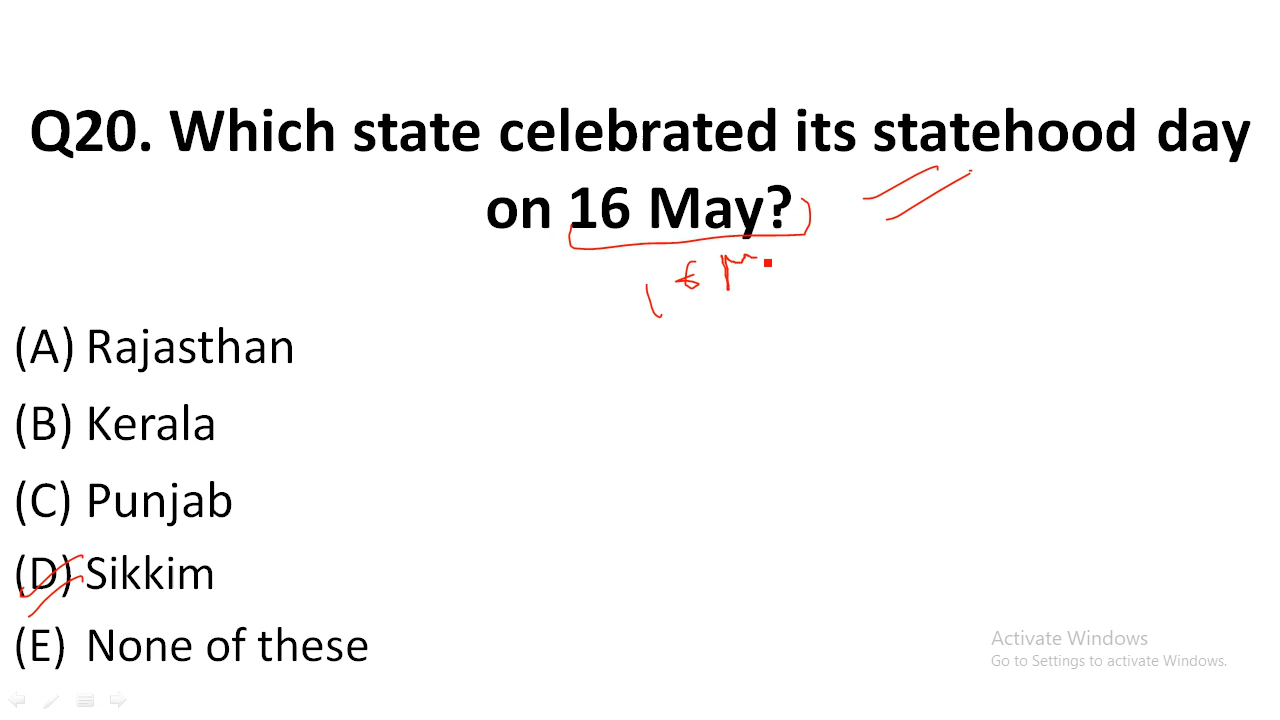 Q20. Which state celebrated its statehood day
on 16 May?
16 M
(A) Rajasthan
(B) Kerala
(C) Punjab
(D) Sikkim
(E) None of these
Activate Windows
Go to Settings to activate Windows.